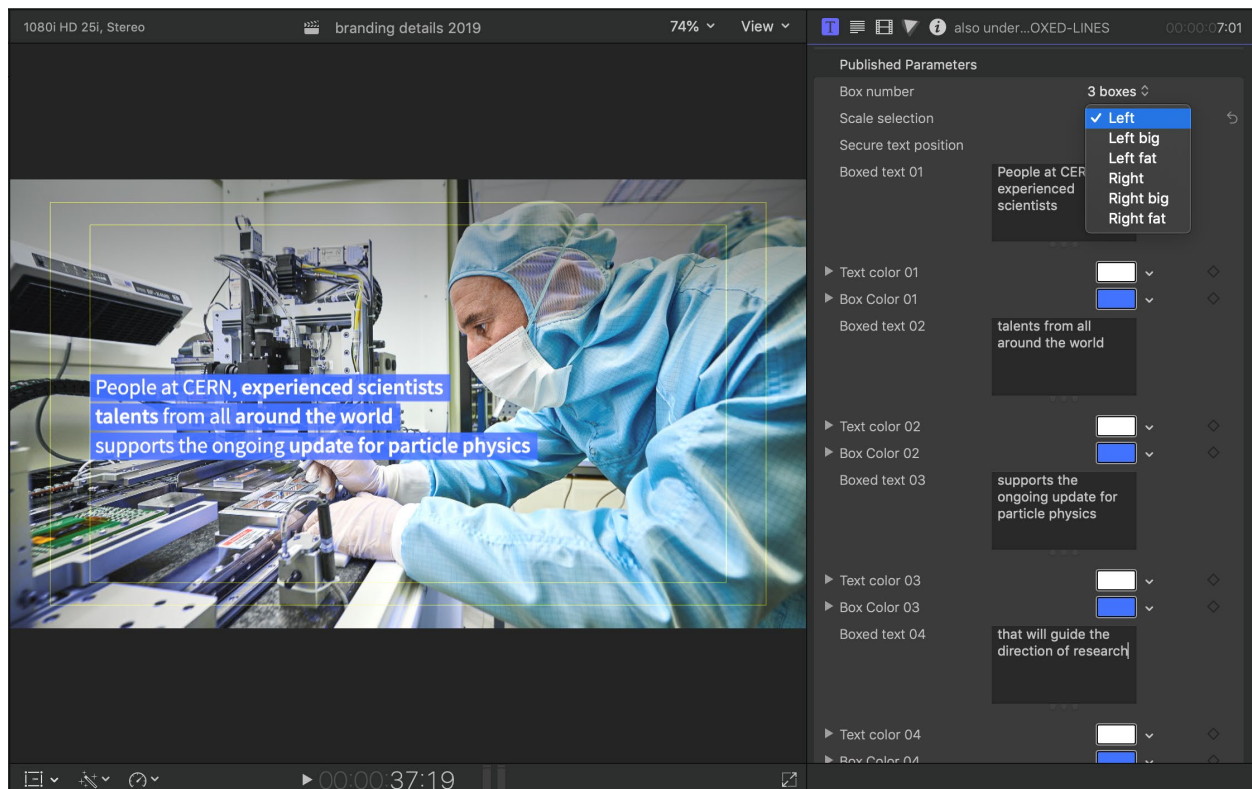 1080i HD 25i, Stereo
branding details 2019
74%
View
People at CERN, experienced scientists
talents from all around the world
supports the ongoing update for particle physics
00:00:37:19
T
i
also under...OXED-LINES
00:00:07:01
Published Parameters
Box number
3 boxes
Scale selection
✓ Left
Left big
Left fat
Right
Right big
Right fat
Secure text position
Boxed text 01
People at CER
experienced
scientists
Text color 01
Box Color 01
Boxed text 02
talents from all
around the world
Text color 02
Box Color 02
Boxed text 03
supports the
ongoing update for
particle physics
Text color 03
Box Color 03
Boxed text 04
that will guide the
direction of research
Text color 04
Box Color 04